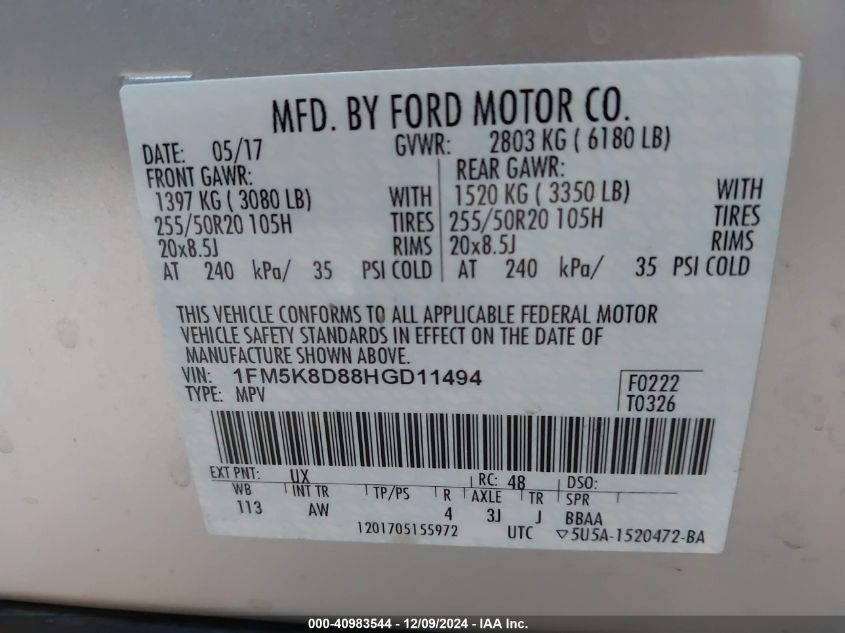 MFD. BY FORD MOTOR CO.
DATE: 05/17 GVWR: 2803 KG ( 6180 LB)
FRONT GAWR: REAR GAWR:
1397 KG ( 3080 LB) WITH 1520 KG ( 3350 LB) WITH
255/50R20 105H TIRES 255/50R20 105H TIRES
20x8.5J RIMS 20x8.5J RIMS
AT 240 kPa/ 35 PSI COLD AT 240 kPa/ 35 PSI COLD
THIS VEHICLE CONFORMS TO ALL APPLICABLE FEDERAL MOTOR
VEHICLE SAFETY STANDARDS IN EFFECT ON THE DATE OF
MANUFACTURE SHOWN ABOVE.
VIN: 1FM5K8D88HGD11494 F0222
TYPE: MPV T0326
EXT PNT: UX RC: 48 DSO:
WB INT TR TP/PS R AXLE TR SPR
113 AW 4 3J J BBAA
1201705155972 UTC ▽5U5A-1520472-BA
000-40983544 - 12/09/2024 - IAA Inc.